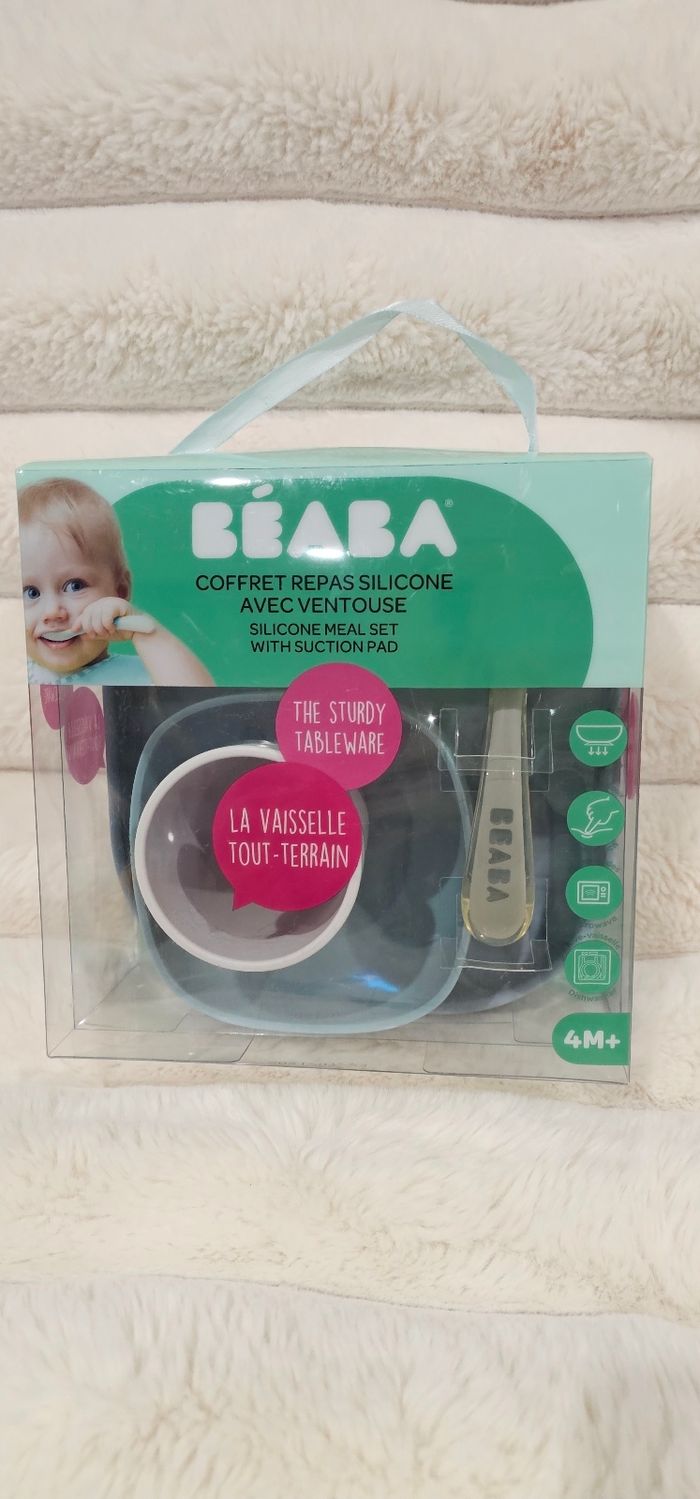 BÉABA®
COFFRET REPAS SILICONE
AVEC VENTOUSE
SILICONE MEAL SET
WITH SUCTION PAD
THE STURDY
TABLEWARE
LA VAISSELLE
TOUT-TERRAIN
BEABA
4M+